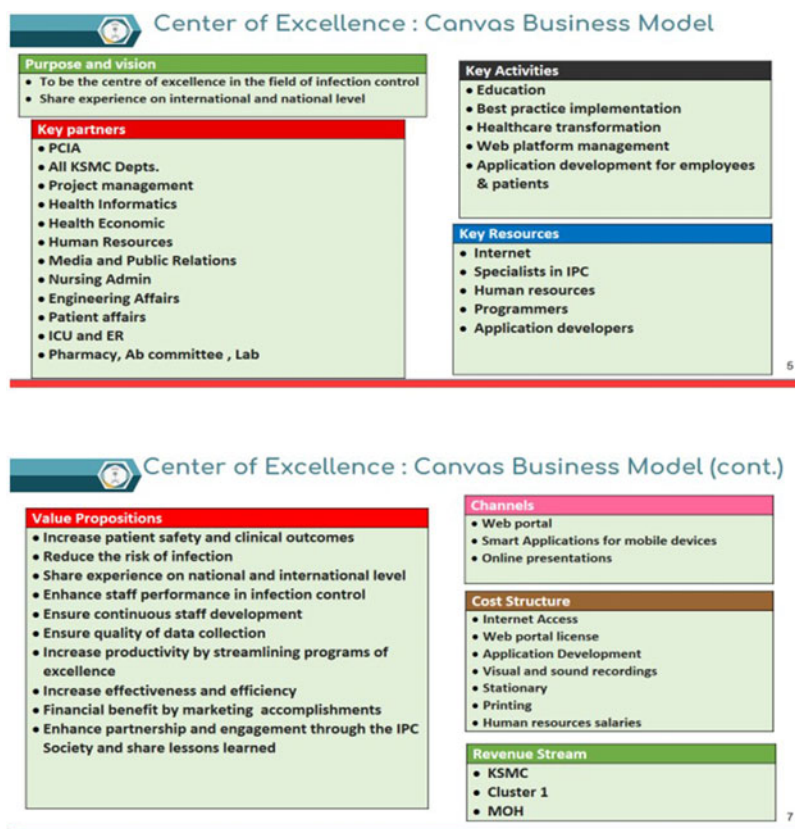 Center of Excellence : Canvas Business Model
Purpose and vision
• To be the centre of excellence in the field of infection control
• Share experience on international and national level
Key partners
• PCIA
• All KSMC Depts.
• Project management
• Health Informatics
• Health Economic
• Human Resources
• Media and Public Relations
• Nursing Admin
• Engineering Affairs
• Patient affairs
• ICU and ER
• Pharmacy, Ab committee , Lab
Key Activities
• Education
• Best practice implementation
• Healthcare transformation
• Web platform management
• Application development for employees
& patients
Key Resources
• Internet
• Specialists in IPC
• Human resources
• Programmers
• Application developers
Center of Excellence : Canvas Business Model (cont.)
Value Propositions
• Increase patient safety and clinical outcomes
• Reduce the risk of infection
• Share experience on national and international level
• Enhance staff performance in infection control
• Ensure continuous staff development
• Ensure quality of data collection
• Increase productivity by streamlining programs of
excellence
• Increase effectiveness and efficiency
• Financial benefit by marketing accomplishments
• Enhance partnership and engagement through the IPC
Society and share lessons learned
Channels
• Web portal
• Smart Applications for mobile devices
• Online presentations
Cost Structure
• Internet Access
• Web portal license
• Application Development
• Visual and sound recordings
• Stationary
• Printing
• Human resources salaries
Revenue Stream
• KSMC
• Cluster 1
• MOH
7